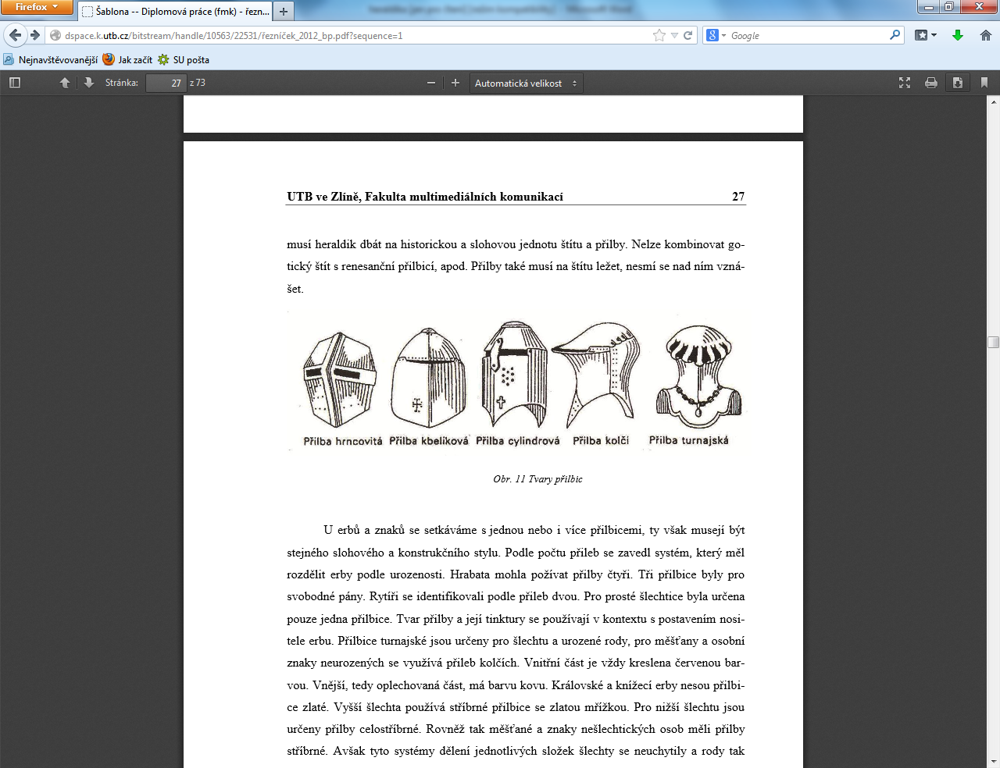 Firefox
Šablona -- Diplomová práce (fmk) - řezn...
dspace.k.utb.cz/bitstream/handle/10563/22531/řezníček_2012_bp.pdf?sequence=1
Google
Nejnavštěvovanější Jak začít SU pošta
Stránka: 27 z 73 Automatická velikost
UTB ve Zlíně, Fakulta multimediálních komunikací 27
musí heraldik dbát na historickou a slohovou jednotu štítu a přilby. Nelze kombinovat go-
tický štít s renesanční přilbicí, apod. Přilby také musí na štítu ležet, nesmí se nad ním vzná-
šet.
Přilba hrncovitá Přilba kbelíková Přilba cylindrová Přilba kolčí Přilba turnajská
Obr. 11 Tvary přilbic
U erbů a znaků se setkáváme s jednou nebo i více přilbicemi, ty však musejí být
stejného slohového a konstrukčního stylu. Podle počtu přileb se zavedl systém, který měl
rozdělit erby podle urozenosti. Hrabata mohla požívat přilby čtyři. Tři přilbice byly pro
svobodné pány. Rytíři se identifikovali podle přileb dvou. Pro prosté šlechtice byla určena
pouze jedna přilbice. Tvar přilby a její tinktury se používají v kontextu s postavením nosi-
tele erbu. Přilbice turnajské jsou určeny pro šlechtu a urozené rody, pro měšťany a osobní
znaky neurozených se využívá přileb kolčích. Vnitřní část je vždy kreslena červenou bar-
vou. Vnější, tedy oplechovaná část, má barvu kovu. Královské a knížecí erby nesou přilbi-
ce zlaté. Vyšší šlechta používá stříbrné přilbice se zlatou mřížkou. Pro nižší šlechtu jsou
určeny přilby celostříbrné. Rovněž tak měšťané a znaky nešlechtických osob měli přilby
stříbrné. Avšak tyto systémy dělení jednotlivých složek šlechty se neuchytily a rody tak